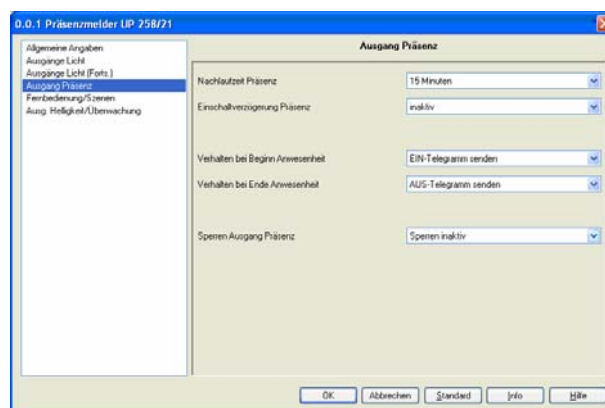 0.0.1 Präsenzmelder UP 258/21
Allgemeine Angaben
Ausgänge Licht
Ausgänge Licht (Forts.)
Ausgang Präsenz
Fernbedienung/Szenen
Ausg. Helligkeit/Überwachung
Ausgang Präsenz
Nachlaufzeit Präsenz 15 Minuten
Einschaltverzögerung Präsenz inaktiv
Verhalten bei Beginn Anwesenheit EIN-Telegramm senden
Verhalten bei Ende Anwesenheit AUS-Telegramm senden
Sperren Ausgang Präsenz Sperren inaktiv
OK Abbrechen Standard Info Hilfe